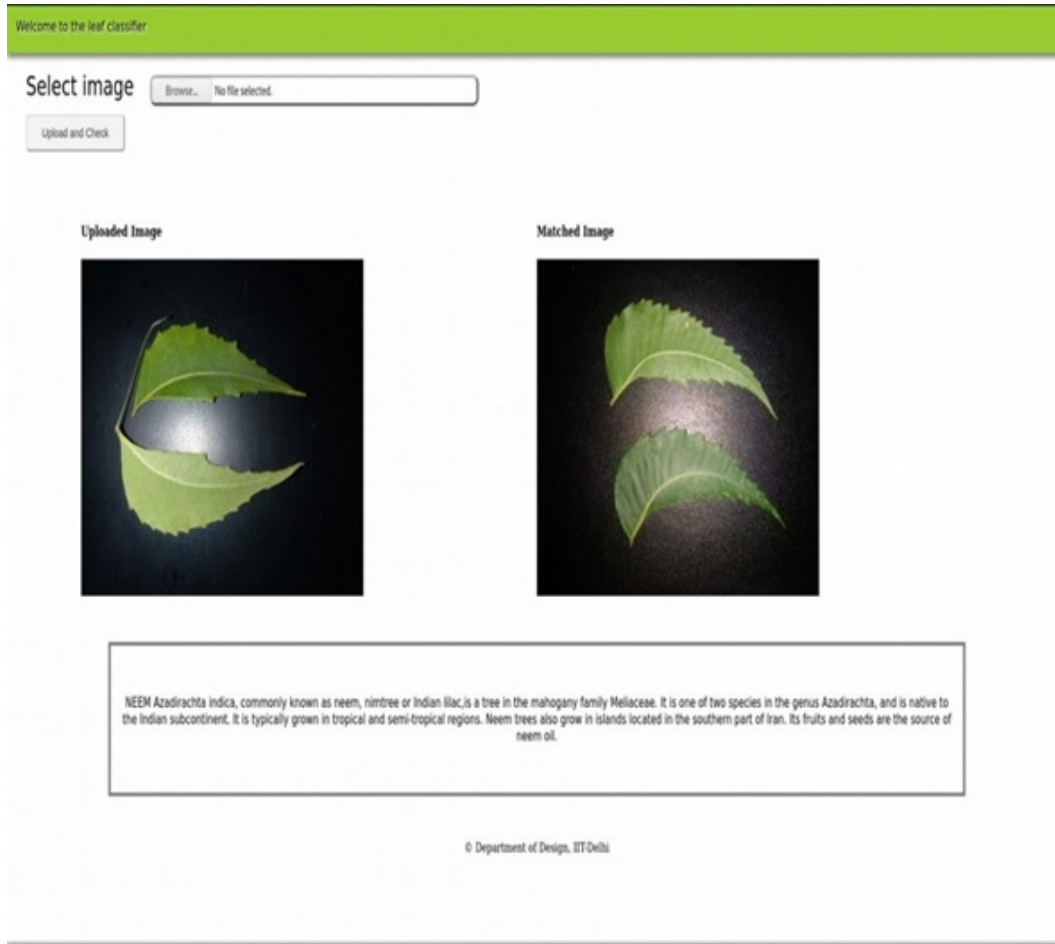 Welcome to the leaf classifier
Select image
Browse.. No file selected.
Upload and Check
Uploaded Image
Matched Image
NEEM Azadirachta indica, commonly known as neem, nimtree or Indian lilac,is a tree in the mahogany family Meliaceae. It is one of two species in the genus Azadirachta, and is native to
the Indian subcontinent. It is typically grown in tropical and semi-tropical regions. Neem trees also grow in islands located in the southern part of Iran. Its fruits and seeds are the source of
neem oil.
© Department of Design, IIT-Delhi